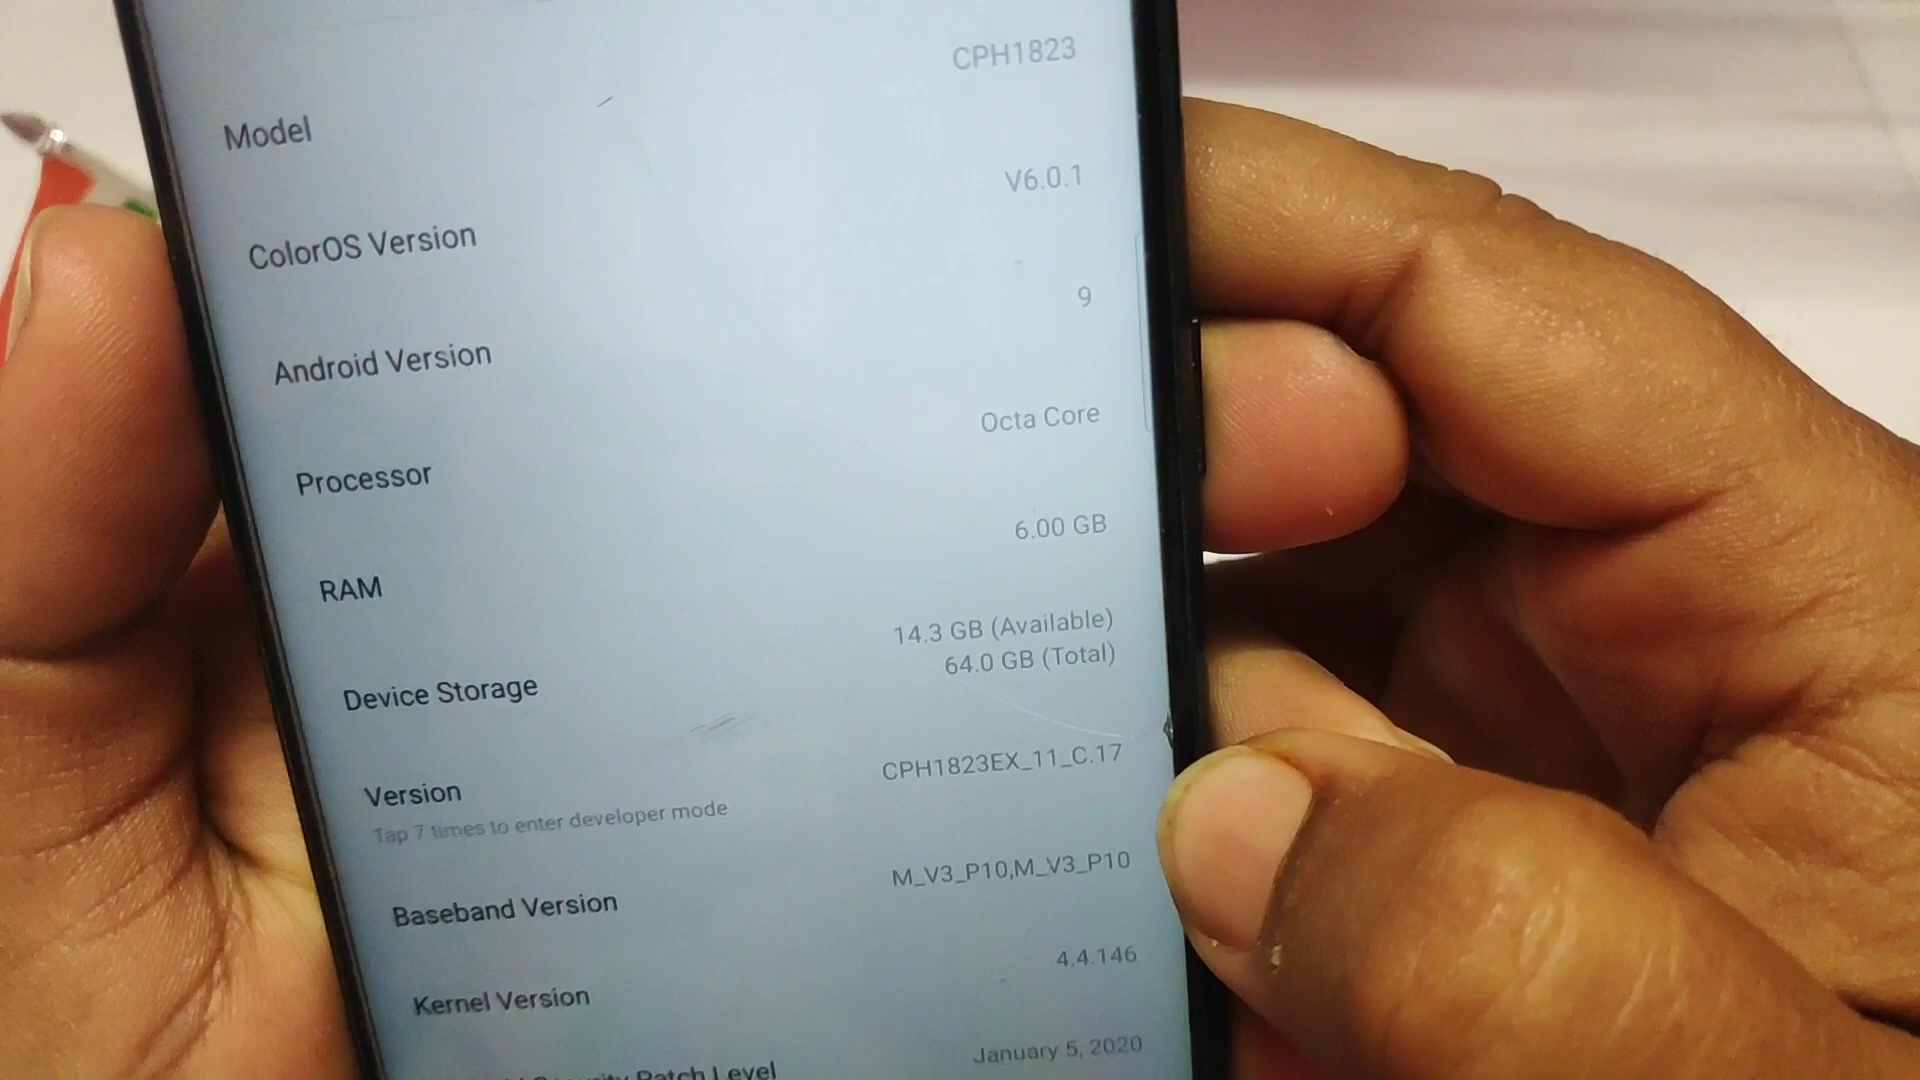 CPH1823
Model
V6.0.1
ColorOS Version
9
Android Version
Octa Core
Processor
6.00 GB
RAM
14.3 GB (Available)
64.0 GB (Total)
Device Storage
CPH1823EX_11_C.17
Version
Tap 7 times to enter developer mode
M_V3_P10,M_V3_P10
Baseband Version
4.4.146
Kernel Version
January 5, 2020
Security Patch Level